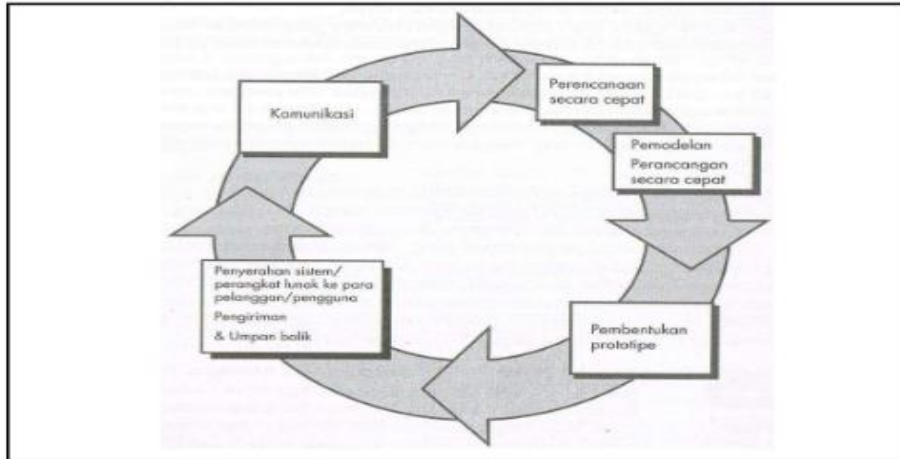 Komunikasi
Perencanaan
secara cepat
Pemodelan
Perancangan
secara cepat
Pembentukan
prototipe
Penyerahan sistem/
perangkat lunak ke para
pelanggan/pengguna
Pengiriman
& Umpan balik